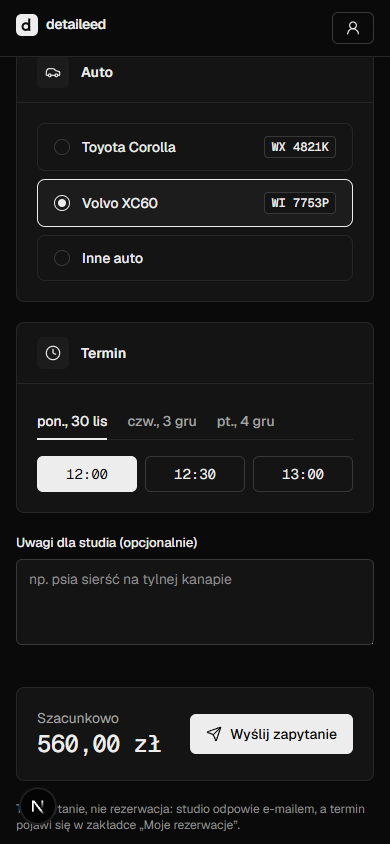 d detaileed
Auto
Toyota Corolla WX 4821K
Volvo XC60 WI 7753P
Inne auto
Termin
pon., 30 lis czw., 3 gru pt., 4 gru
12:00 12:30 13:00
Uwagi dla studia (opcjonalnie)
np. psia sierść na tylnej kanapie
Szacunkowo
560,00 zł Wyślij zapytanie
N
nie rezerwacja: studio odpowie e-mailem, a termin
pojawi się w zakładce „Moje rezerwacje”.